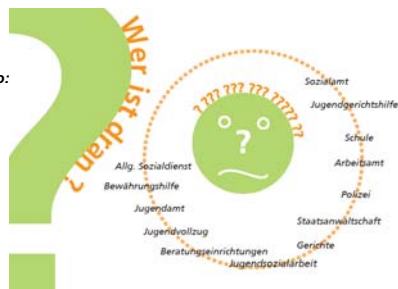 ?
Wer ist dran ?
o:
? ??? ??? ??? ????? ??
?
Sozialamt
Jugendgerichtshilfe
Schule
Arbeitsamt
Polizei
Staatsanwaltschaft
Gerichte
Jugendsozialarbeit
Beratungseinrichtungen
Jugendvollzug
Jugendamt
Bewährungshilfe
Allg. Sozialdienst